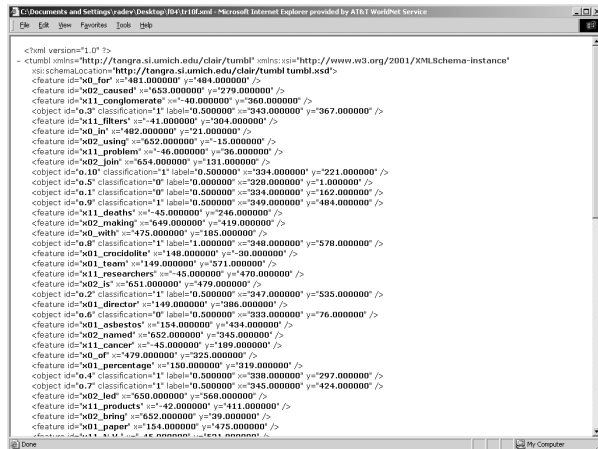 C:\Documents and Settings\radev\Desktop\f04\tr10f.xml - Microsoft Internet Explorer provided by AT&T WorldNet Service
File Edit View Favorites Tools Help
<?xml version="1.0" ?>
- <tumbl xmlns="http://tangra.si.umich.edu/clair/tumbl" xmlns:xsi="http://www.w3.org/2001/XMLSchema-instance"
xsi:schemaLocation="http://tangra.si.umich.edu/clair/tumbl tumbl.xsd">
<feature id="x0_for" x="481.000000" y="484.000000" />
<feature id="x02_caused" x="653.000000" y="279.000000" />
<feature id="x11_conglomerate" x="-40.000000" y="360.000000" />
<object id="o.3" classification="1" label="0.500000" x="343.000000" y="367.000000" />
<feature id="x11_filters" x="-41.000000" y="304.000000" />
<feature id="x0_in" x="482.000000" y="21.000000" />
<feature id="x02_using" x="652.000000" y="-15.000000" />
<feature id="x11_problem" x="-46.000000" y="36.000000" />
<feature id="x02_join" x="654.000000" y="131.000000" />
<object id="o.10" classification="1" label="0.500000" x="334.000000" y="221.000000" />
<object id="o.5" classification="0" label="0.000000" x="328.000000" y="1.000000" />
<object id="o.1" classification="0" label="0.500000" x="334.000000" y="162.000000" />
<object id="o.9" classification="1" label="0.500000" x="349.000000" y="484.000000" />
<feature id="x11_deaths" x="-45.000000" y="246.000000" />
<feature id="x02_making" x="649.000000" y="419.000000" />
<feature id="x0_with" x="475.000000" y="185.000000" />
<object id="o.8" classification="1" label="1.000000" x="348.000000" y="578.000000" />
<feature id="x01_crocidolite" x="148.000000" y="-30.000000" />
<feature id="x01_team" x="149.000000" y="571.000000" />
<feature id="x11_researchers" x="-45.000000" y="470.000000" />
<feature id="x02_is" x="651.000000" y="479.000000" />
<object id="o.2" classification="1" label="0.500000" x="347.000000" y="535.000000" />
<feature id="x01_director" x="149.000000" y="386.000000" />
<object id="o.6" classification="0" label="0.500000" x="333.000000" y="76.000000" />
<feature id="x01_asbestos" x="154.000000" y="434.000000" />
<feature id="x02_named" x="652.000000" y="345.000000" />
<feature id="x11_cancer" x="-45.000000" y="189.000000" />
<feature id="x0_of" x="479.000000" y="325.000000" />
<feature id="x01_percentage" x="150.000000" y="319.000000" />
<object id="o.4" classification="1" label="0.500000" x="338.000000" y="297.000000" />
<object id="o.7" classification="1" label="0.500000" x="345.000000" y="424.000000" />
<feature id="x02_led" x="650.000000" y="568.000000" />
<feature id="x11_products" x="-42.000000" y="411.000000" />
<feature id="x02_bring" x="652.000000" y="39.000000" />
<feature id="x01_paper" x="154.000000" y="475.000000" />
Done
My Computer